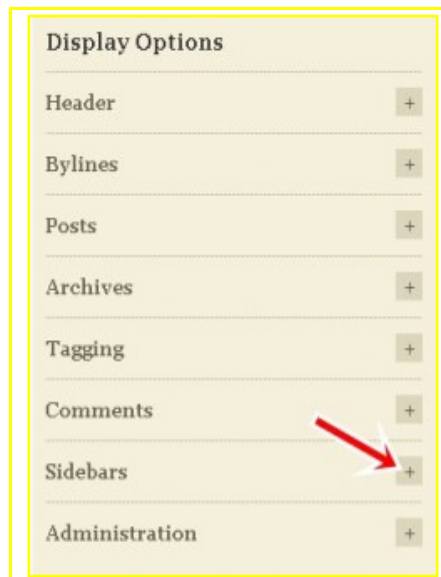 Display Options
Header +
Bylines +
Posts +
Archives +
Tagging +
Comments +
Sidebars +
Administration +